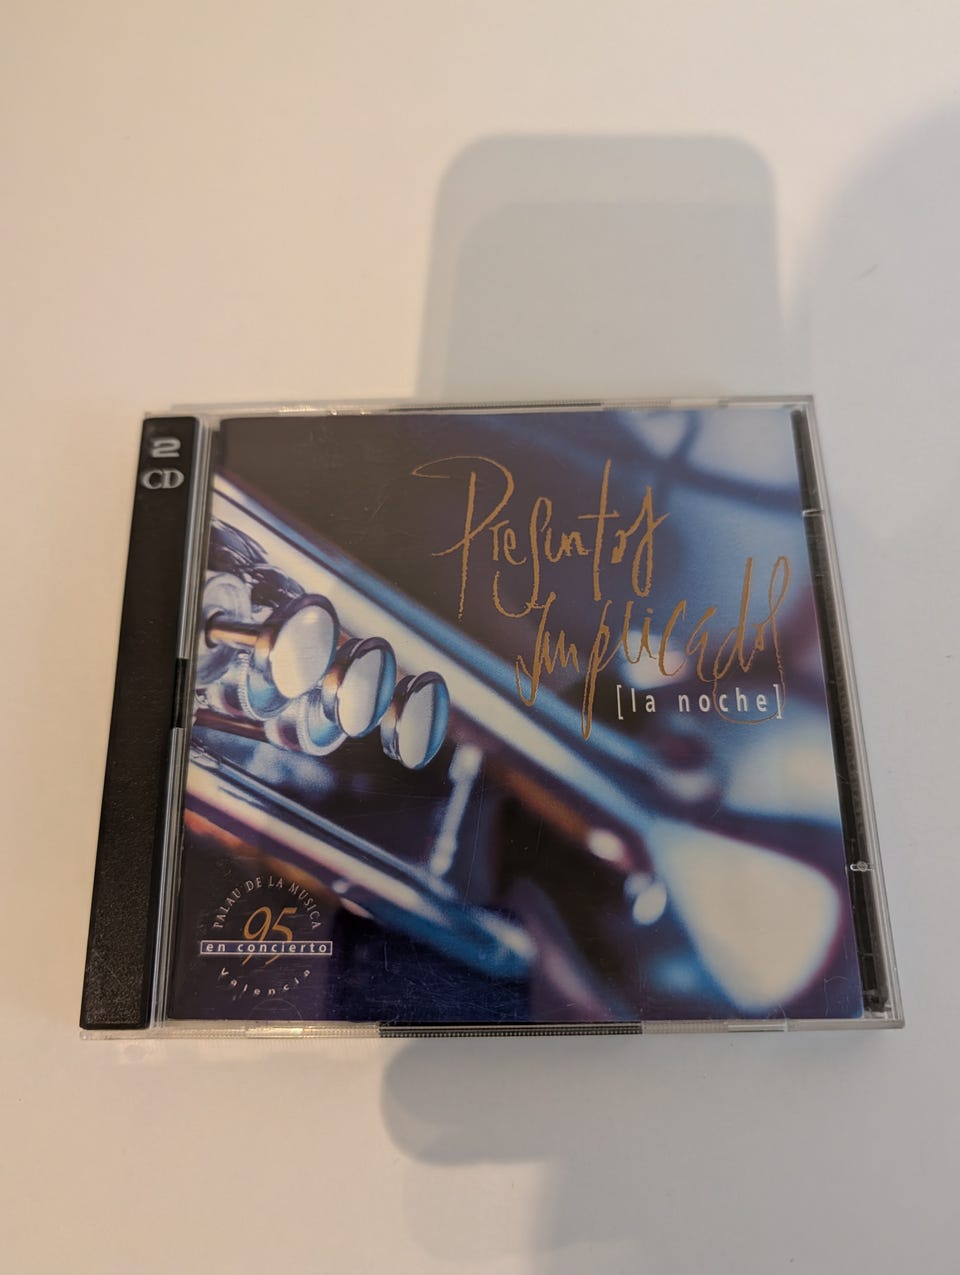 2
CD
Presuntos
Implicados
[la noche]
PALAU DE LA MUSICA
95
en concierto
Valencia